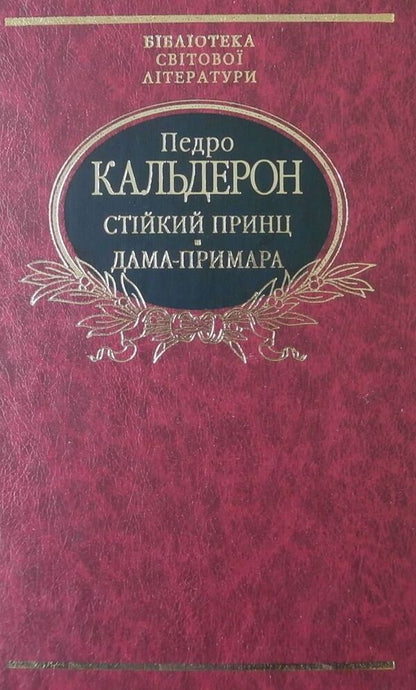 БІБЛІОТЕКА
СВІТОВОЇ
ЛІТЕРАТУРИ
Педро
КАЛЬДЕРОН
СТІЙКИЙ ПРИНЦ
ДАМА-ПРИМАРА